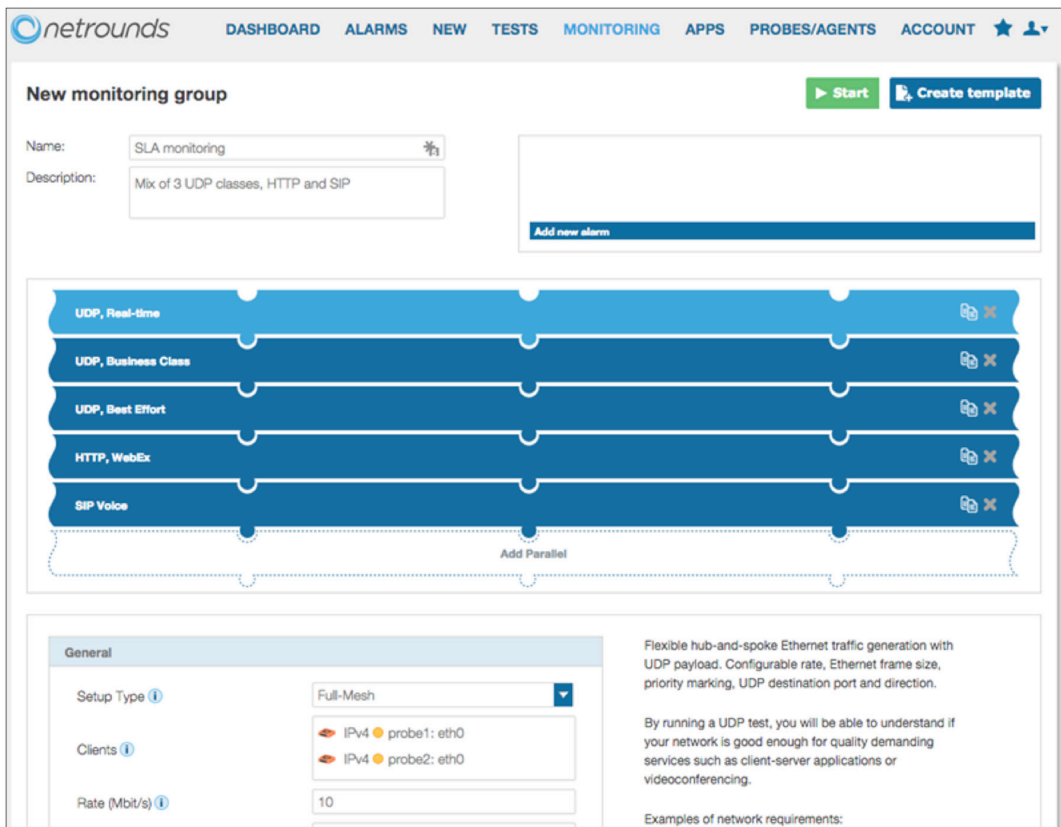 netrounds
DASHBOARD ALARMS NEW TESTS MONITORING APPS PROBES/AGENTS ACCOUNT
New monitoring group
Start
Create template
Name:
SLA monitoring
Description:
Mix of 3 UDP classes, HTTP and SIP
Add new alarm
UDP, Real-time
UDP, Business Class
UDP, Best Effort
HTTP, WebEx
SIP Voice
Add Parallel
General
Setup Type
Full-Mesh
Clients
IPv4 probe1: eth0
IPv4 probe2: eth0
Rate (Mbit/s)
10
Flexible hub-and-spoke Ethernet traffic generation with
UDP payload. Configurable rate, Ethernet frame size,
priority marking, UDP destination port and direction.
By running a UDP test, you will be able to understand if
your network is good enough for quality demanding
services such as client-server applications or
videoconferencing.
Examples of network requirements: